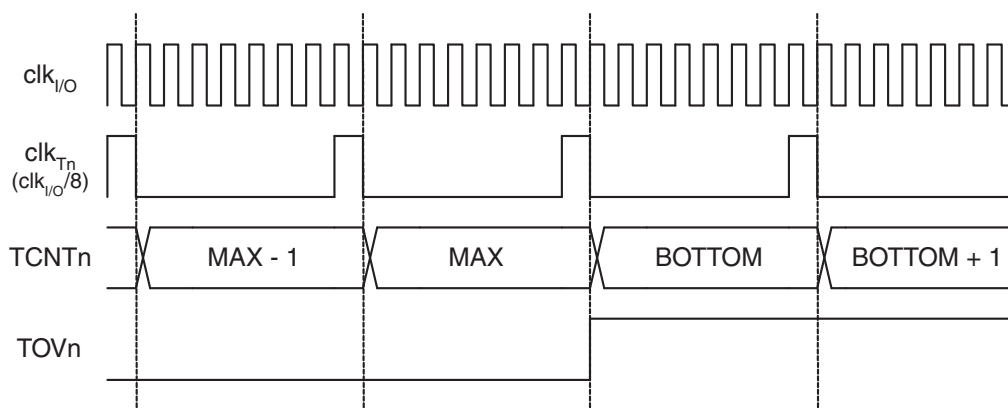 clkI/O
clkTn
(clkI/O/8)
TCNTn MAX - 1 MAX BOTTOM BOTTOM + 1
TOVn